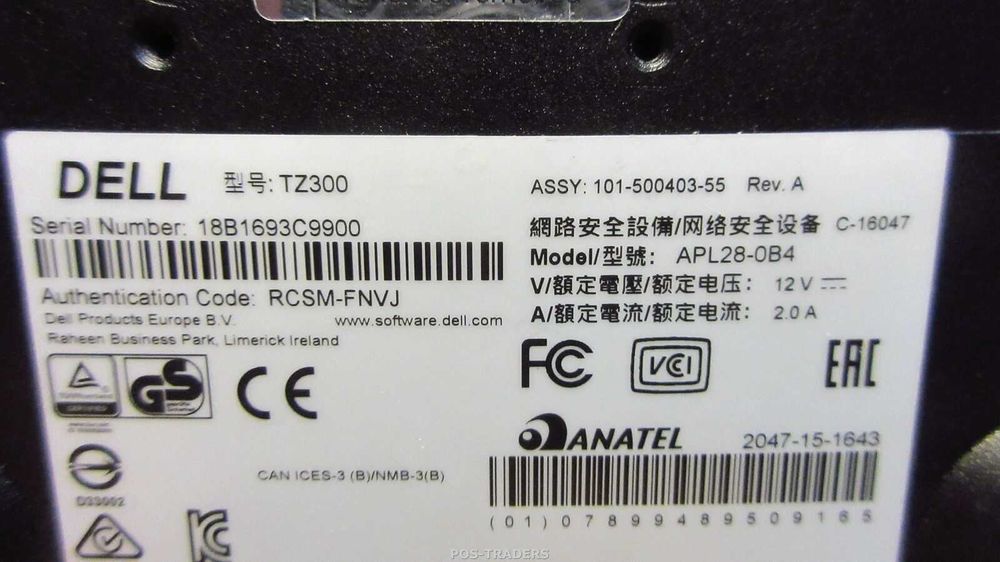 DELL 型号: TZ300
Serial Number: 18B1693C9900
Authentication Code: RCSM-FNVJ
Dell Products Europe B.V. www.software.dell.com
Raheen Business Park, Limerick Ireland
ASSY: 101-500403-55 Rev. A
網路安全設備/网络安全设备 C-16047
Model/型號: APL28-0B4
V/額定電壓/额定电压: 12 V
A/額定電流/额定电流: 2.0 A
FC VCI EAC
GS CE
ANATEL 2047-15-1643
CAN ICES-3 (B)/NMB-3(B)
D33002
(01)07899489509165
POS-TRADERS